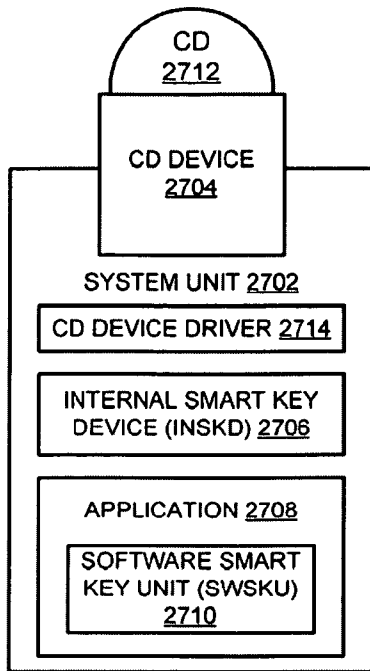 CD
2712
CD DEVICE
2704
SYSTEM UNIT 2702
CD DEVICE DRIVER 2714
INTERNAL SMART KEY
DEVICE (INSKD) 2706
APPLICATION 2708
SOFTWARE SMART
KEY UNIT (SWSKU)
2710